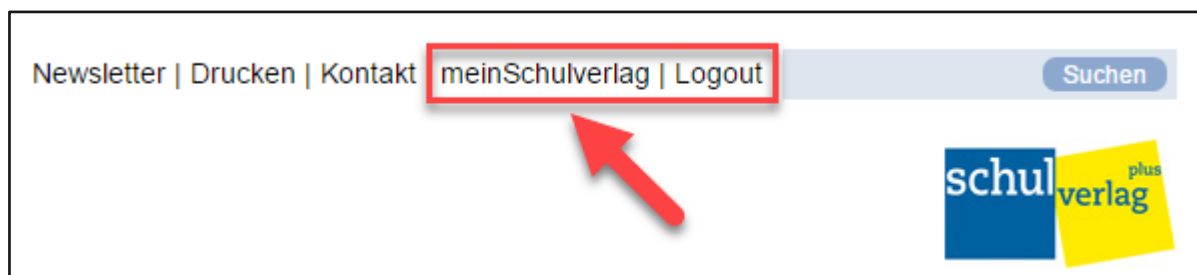 Newsletter | Drucken | Kontakt meinSchulverlag | Logout Suchen
schul
plus
verlag